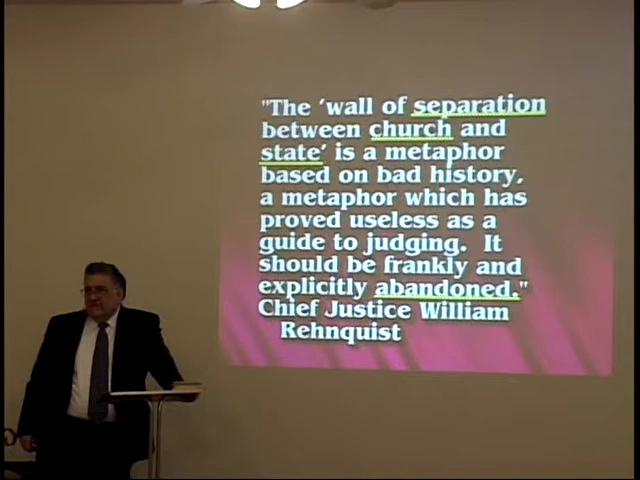 "The 'wall of separation
between church and
state' is a metaphor
based on bad history,
a metaphor which has
proved useless as a
guide to judging. It
should be frankly and
explicitly abandoned."
Chief Justice William
Rehnquist